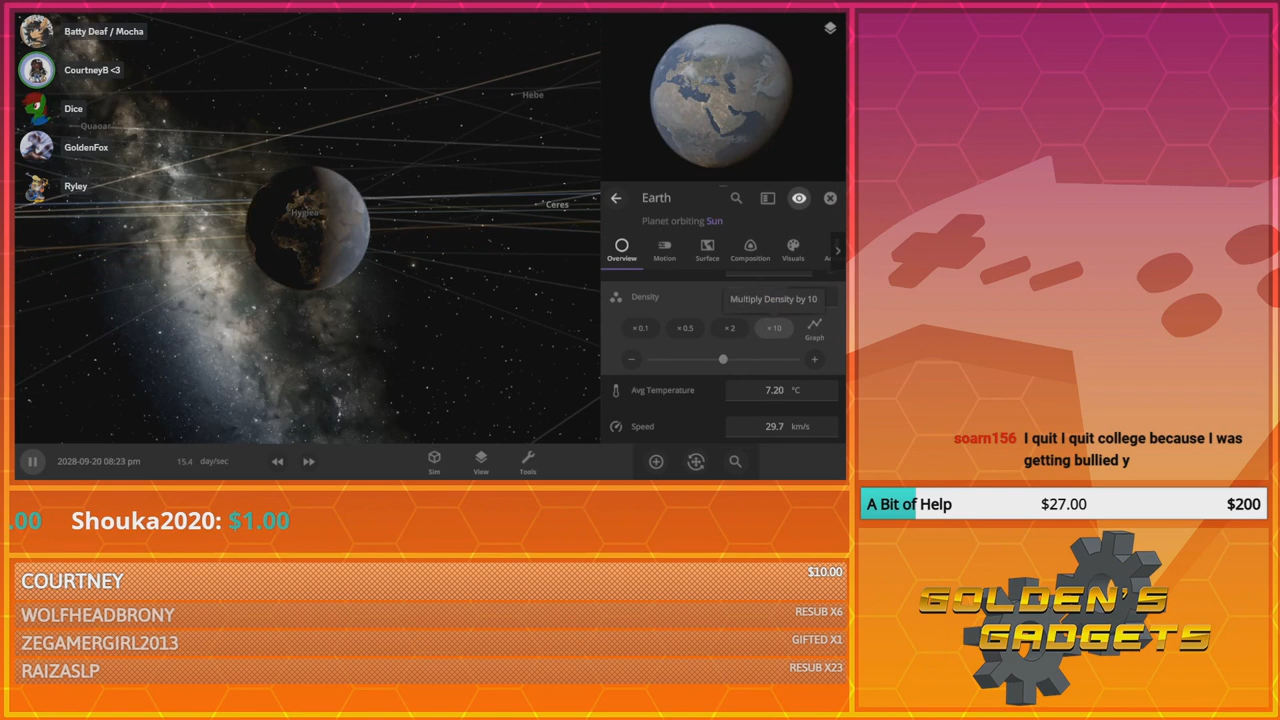 Batty Deaf / Mocha
CourtneyB <3
Dice
Quaoar
GoldenFox
Ryley
Hebe
Ceres
Hygiea
Earth
Planet orbiting Sun
Overview
Motion
Surface
Composition
Visuals
Density
Multiply Density by 10
× 0.1
× 0.5
× 2
× 10
Graph
Avg Temperature
7.20 °C
Speed
29.7 km/s
2028-09-20 08:23 pm
15.4 day/sec
Sim
View
Tools
soarn156 I quit I quit college because I was
getting bullied y
A Bit of Help $27.00 $200
.00 Shouka2020: $1.00
COURTNEY $10.00
WOLFHEADBRONY RESUB X6
ZEGAMERGIRL2013 GIFTED X1
RAIZASLP RESUB X23
GOLDEN'S
GADGETS